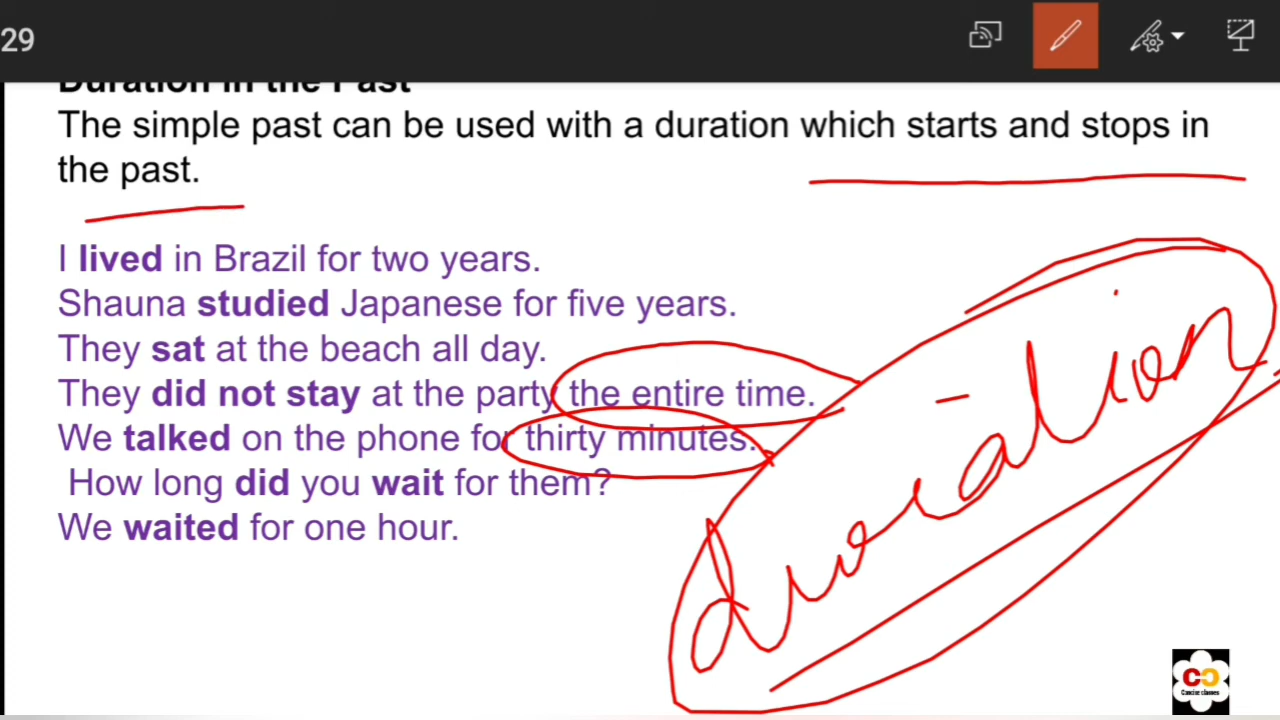 29
Duration in the Past
The simple past can be used with a duration which starts and stops in
the past.
I lived in Brazil for two years.
Shauna studied Japanese for five years.
They sat at the beach all day.
They did not stay at the party the entire time.
We talked on the phone for thirty minutes.
How long did you wait for them?
We waited for one hour.
duration
Concise classes